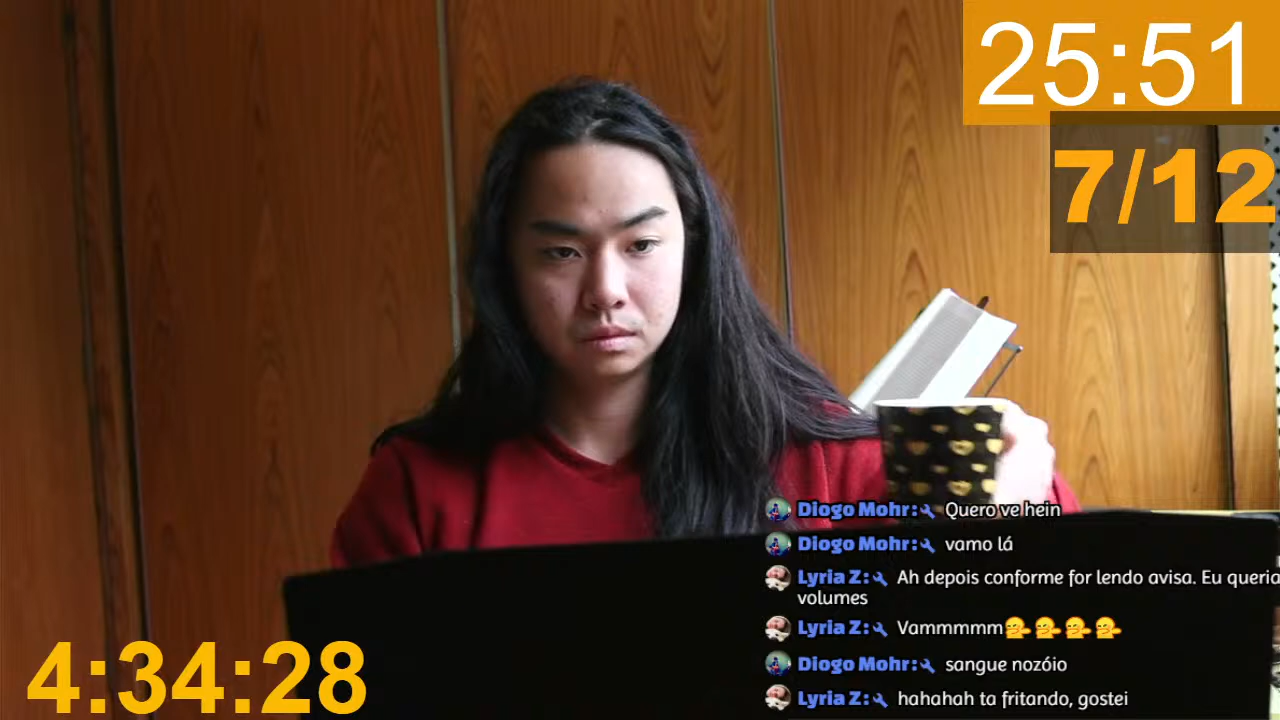 25:51
7/12
Diogo Mohr: Quero ve hein
Diogo Mohr: vamo lá
Lyria Z: Ah depois conforme for lendo avisa. Eu queria
volumes
Lyria Z: Vammmmm🤧🤧🤧🤧
Diogo Mohr: sangue nozóio
Lyria Z: hahahah ta fritando, gostei
4:34:28